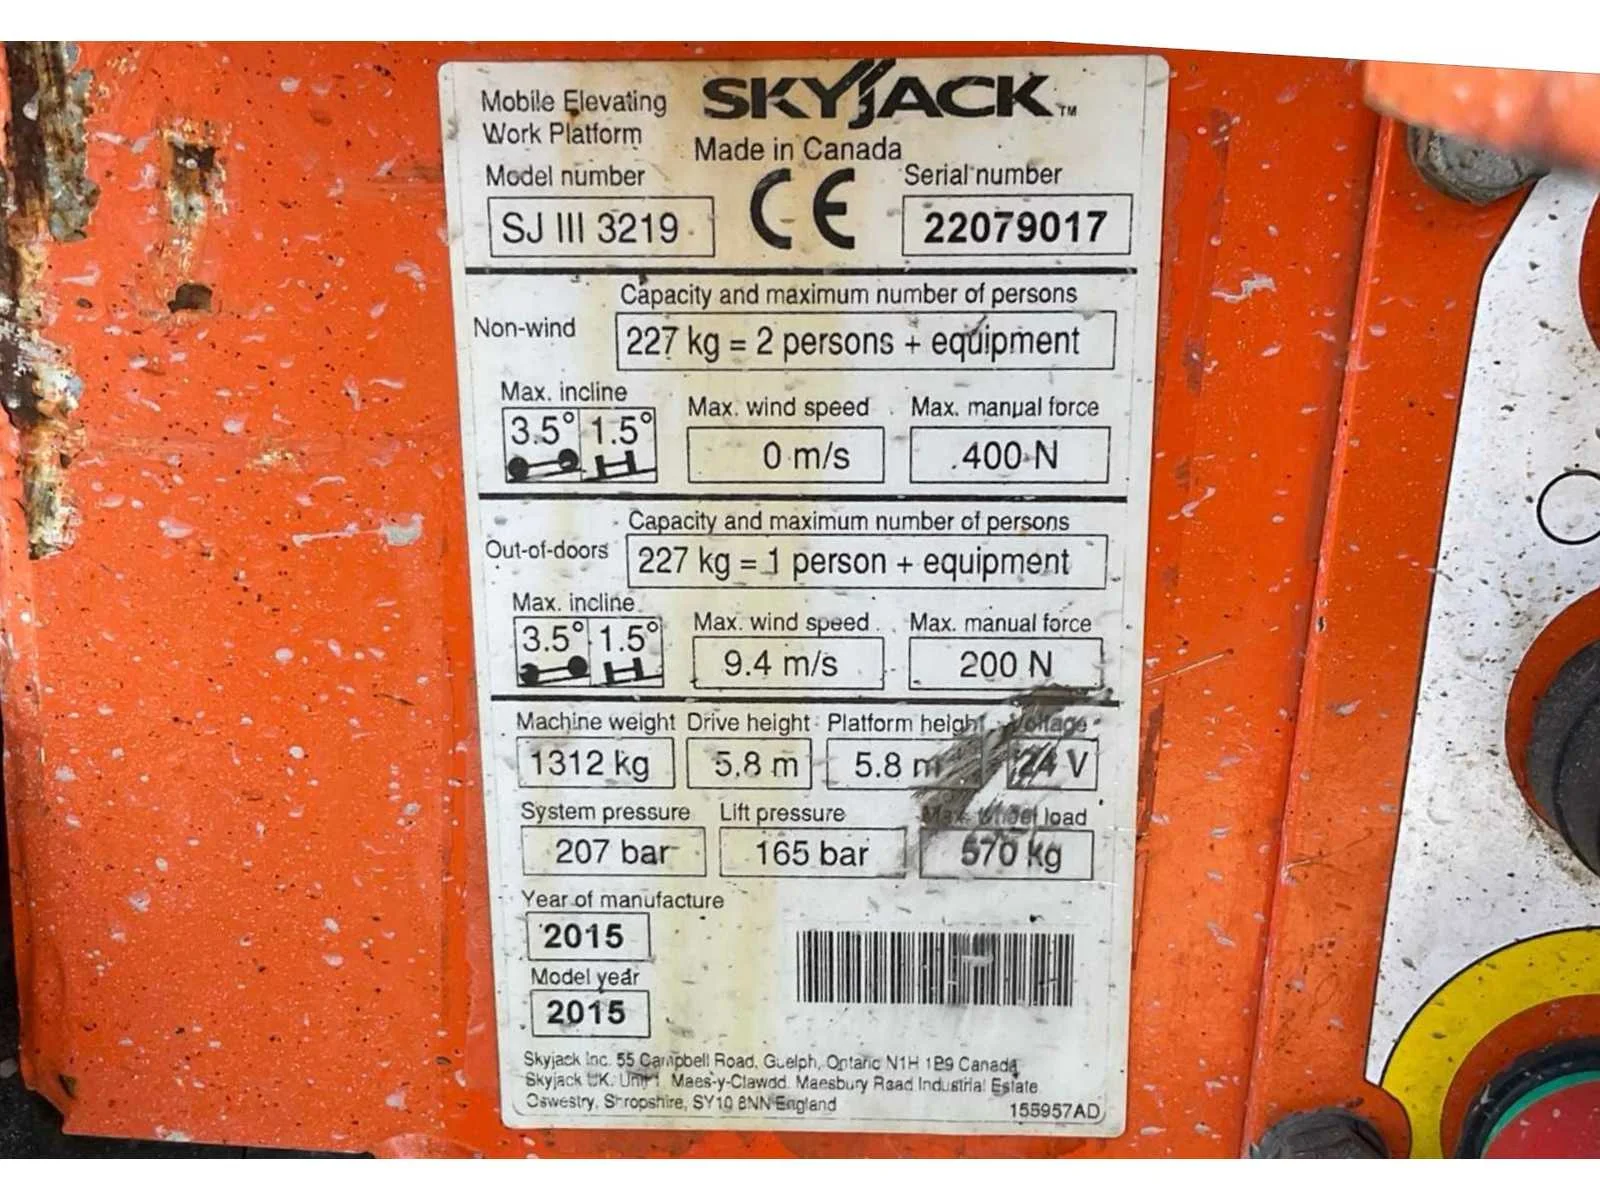 Mobile Elevating
Work Platform
SKYJACK™
Made in Canada
Model number
SJ III 3219
CE
Serial number
22079017
Capacity and maximum number of persons
Non-wind
227 kg = 2 persons + equipment
Max. incline
3.5° 1.5°
Max. wind speed
0 m/s
Max. manual force
400 N
Capacity and maximum number of persons
Out-of-doors
227 kg = 1 person + equipment
Max. incline
3.5° 1.5°
Max. wind speed
9.4 m/s
Max. manual force
200 N
Machine weight Drive height Platform height Voltage
1312 kg 5.8 m 5.8 m 24 V
System pressure Lift pressure Max. wheel load
207 bar 165 bar 570 kg
Year of manufacture
2015
Model year
2015
Skyjack Inc. 55 Campbell Road, Guelph, Ontario N1H 1B9 Canada
Skyjack UK. Unit 1 Maes-y-Clawdd. Maesbury Road Industrial Estate
Oswestry, Shropshire, SY10 8NN England
155957AD